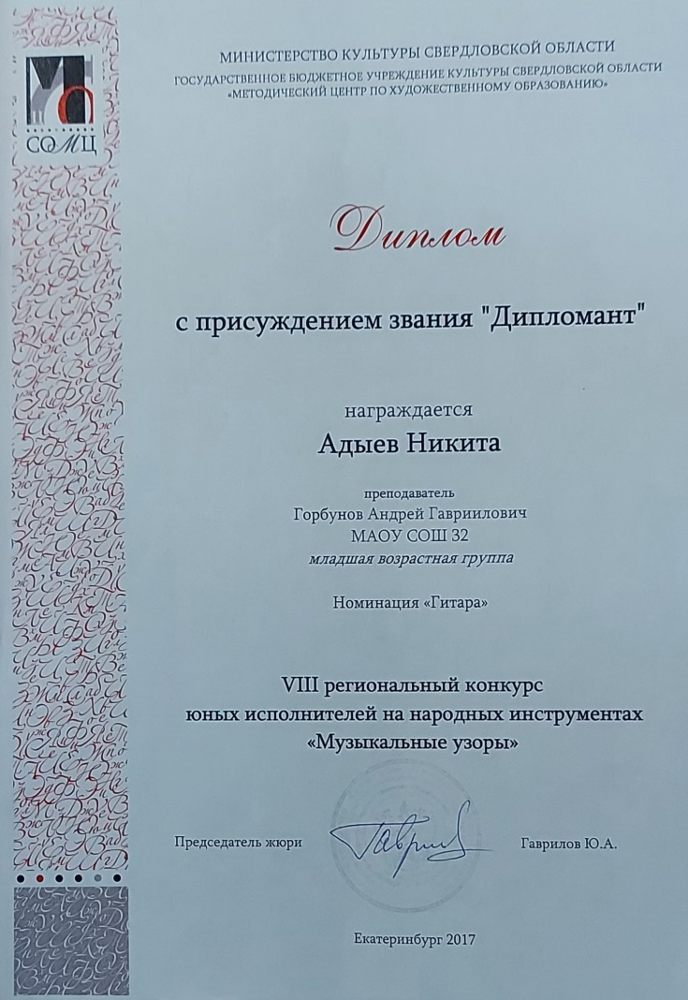 МО
СОМЦ
МИНИСТЕРСТВО КУЛЬТУРЫ СВЕРДЛОВСКОЙ ОБЛАСТИ
ГОСУДАРСТВЕННОЕ БЮДЖЕТНОЕ УЧРЕЖДЕНИЕ КУЛЬТУРЫ СВЕРДЛОВСКОЙ ОБЛАСТИ
«МЕТОДИЧЕСКИЙ ЦЕНТР ПО ХУДОЖЕСТВЕННОМУ ОБРАЗОВАНИЮ»
Диплом
с присуждением звания "Дипломант"
награждается
Адыев Никита
преподаватель
Горбунов Андрей Гавриилович
МАОУ СОШ 32
младшая возрастная группа
Номинация «Гитара»
VIII региональный конкурс
юных исполнителей на народных инструментах
«Музыкальные узоры»
Председатель жюри
Гаврилов Ю.А.
Екатеринбург 2017